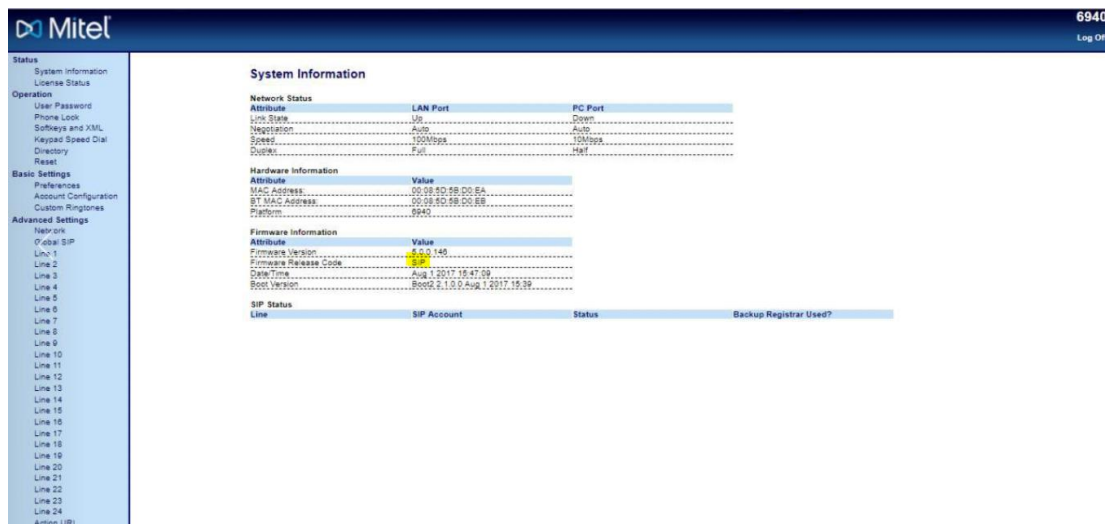 Mitel
6940
Log Of
Status
System Information
License Status
Operation
User Password
Phone Lock
Softkeys and XML
Keypad Speed Dial
Directory
Reset
Basic Settings
Preferences
Account Configuration
Custom Ringtones
Advanced Settings
Network
Global SIP
Line 1
Line 2
Line 3
Line 4
Line 5
Line 6
Line 7
Line 8
Line 9
Line 10
Line 11
Line 12
Line 13
Line 14
Line 15
Line 16
Line 17
Line 18
Line 19
Line 20
Line 21
Line 22
Line 23
Line 24
Action URI
System Information
Network Status
Attribute LAN Port PC Port
Link State Up Down
Negotiation Auto Auto
Speed 100Mbps 10Mbps
Duplex Full Half
Hardware Information
Attribute Value
MAC Address: 00:08:5D:5B:D0:EA
BT MAC Address: 00:08:5D:5B:D0:EB
Platform 6940
Firmware Information
Attribute Value
Firmware Version 5.0.0.146
Firmware Release Code SIP
Date/Time Aug 1 2017 15:47:09
Boot Version Boot2 2.1.0.0 Aug 1 2017 15:39
SIP Status
Line SIP Account Status Backup Registrar Used?